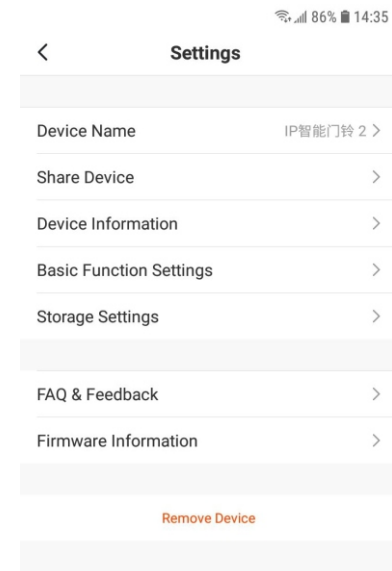 86% 14:35
Settings
Device Name IP智能门铃 2
Share Device
Device Information
Basic Function Settings
Storage Settings
FAQ & Feedback
Firmware Information
Remove Device